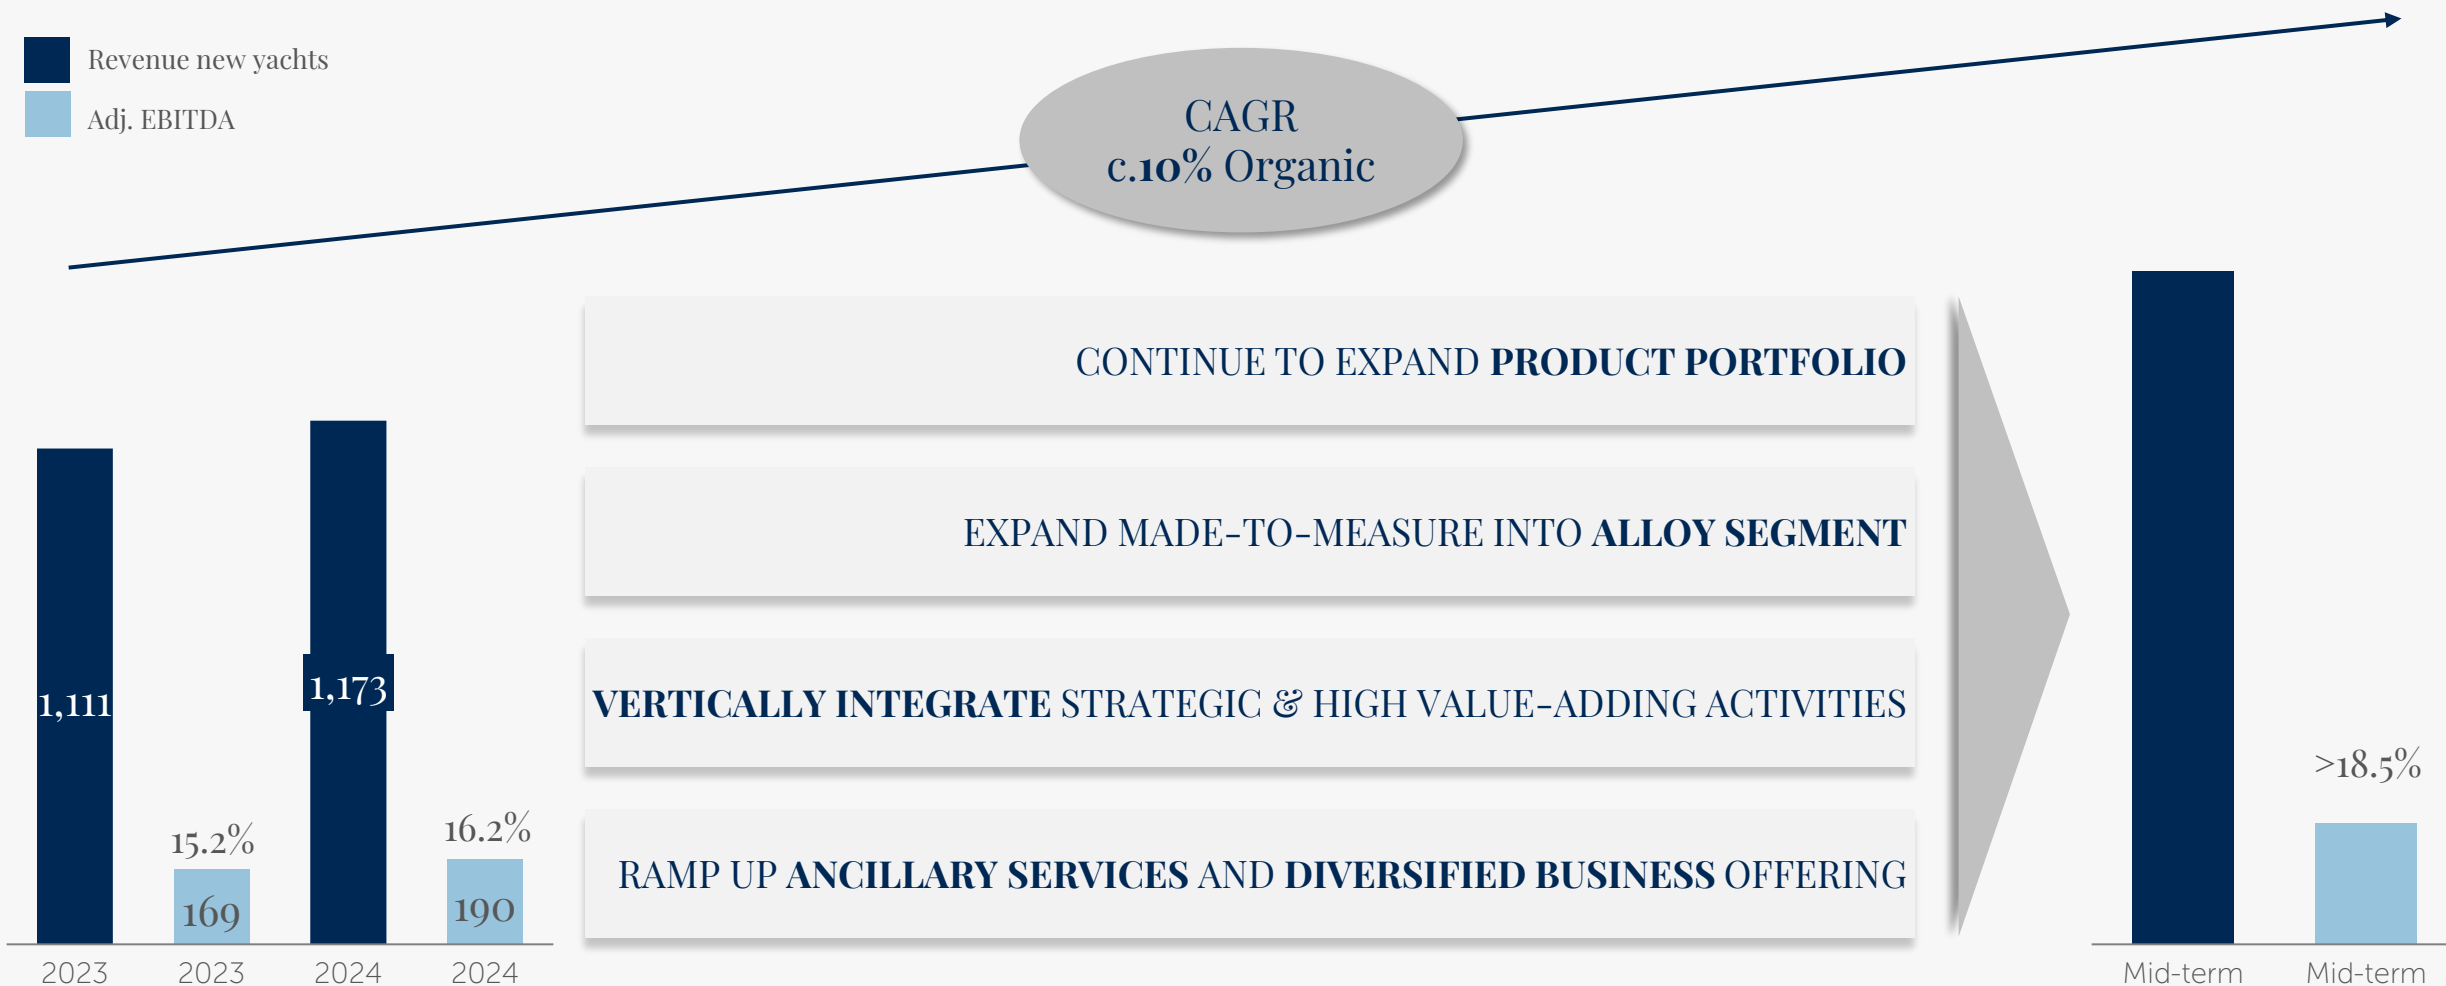 Revenue new yachts
Adj. EBITDA
CAGR
c.10% Organic
CONTINUE TO EXPAND PRODUCT PORTFOLIO
EXPAND MADE-TO-MEASURE INTO ALLOY SEGMENT
VERTICALLY INTEGRATE STRATEGIC & HIGH VALUE-ADDING ACTIVITIES
RAMP UP ANCILLARY SERVICES AND DIVERSIFIED BUSINESS OFFERING
1,111
15.2%
169
1,173
16.2%
190
2023
2023
2024
2024
>18.5%
Mid-term
Mid-term